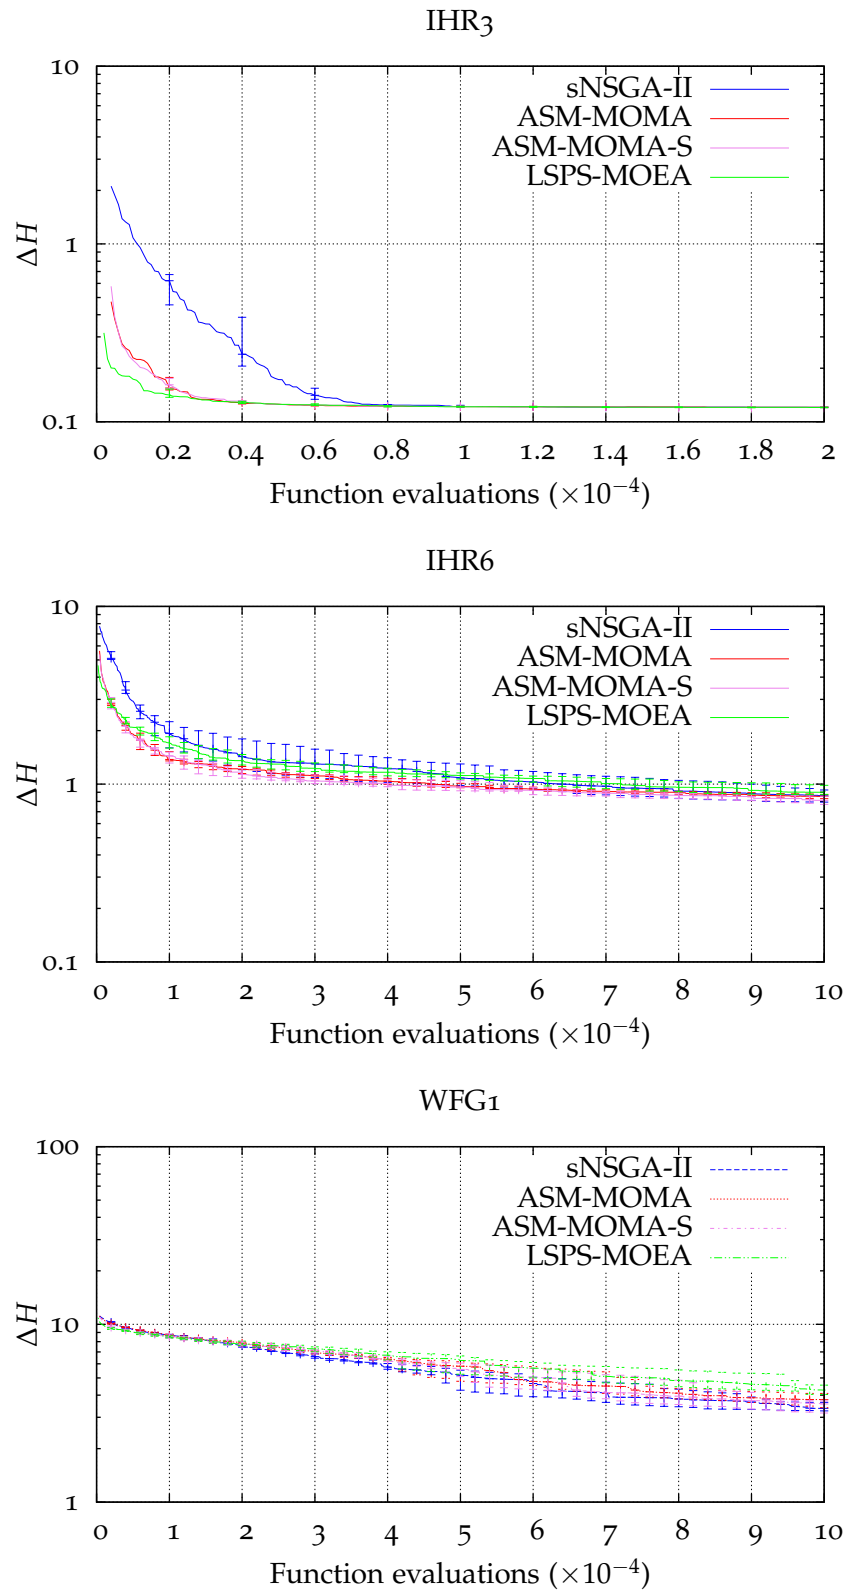 IHR3
10
1
0.1
ΔH
sNSGA-II
ASM-MOMA
ASM-MOMA-S
LSPS-MOEA
0 0.2 0.4 0.6 0.8 1 1.2 1.4 1.6 1.8 2
Function evaluations (×10⁻⁴)
IHR6
10
1
0.1
ΔH
sNSGA-II
ASM-MOMA
ASM-MOMA-S
LSPS-MOEA
0 1 2 3 4 5 6 7 8 9 10
Function evaluations (×10⁻⁴)
WFG1
100
10
1
ΔH
sNSGA-II
ASM-MOMA
ASM-MOMA-S
LSPS-MOEA
0 1 2 3 4 5 6 7 8 9 10
Function evaluations (×10⁻⁴)